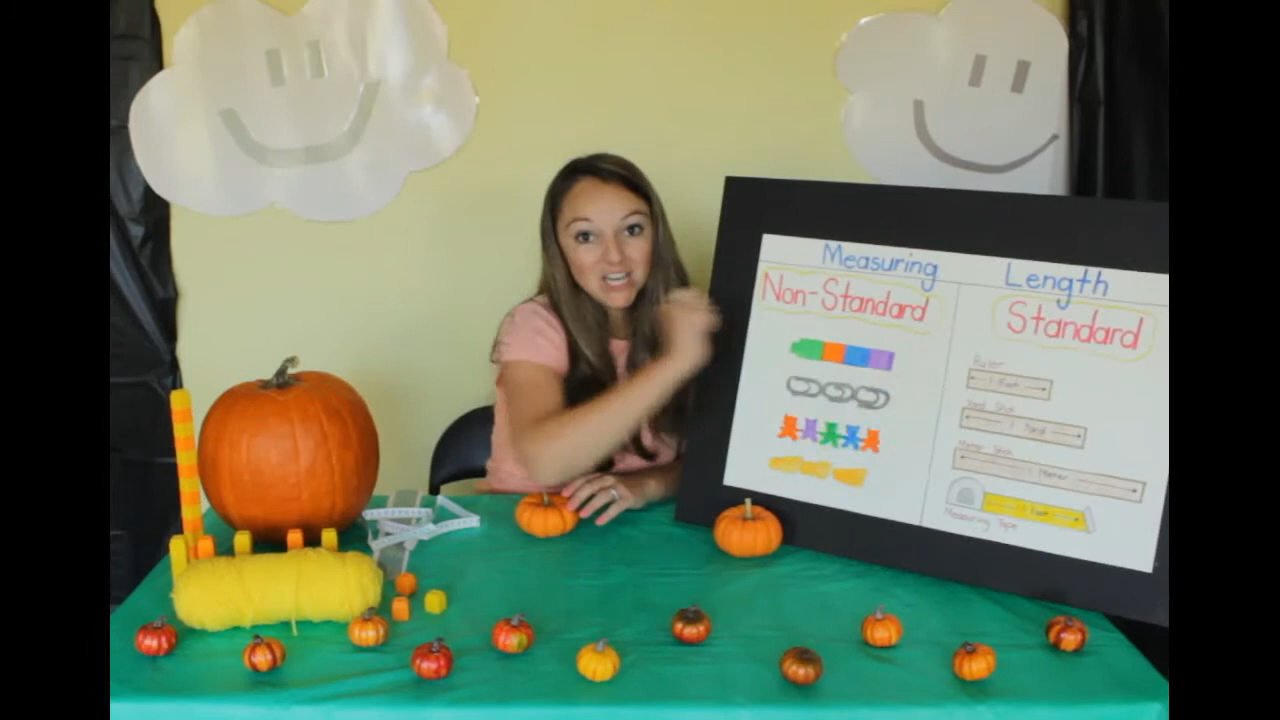 Measuring Length
Non-Standard
Standard
Ruler
1 Foot
Yard Stick
1 Yard
Meter Stick
1 Meter
1 Foot
Measuring Tape